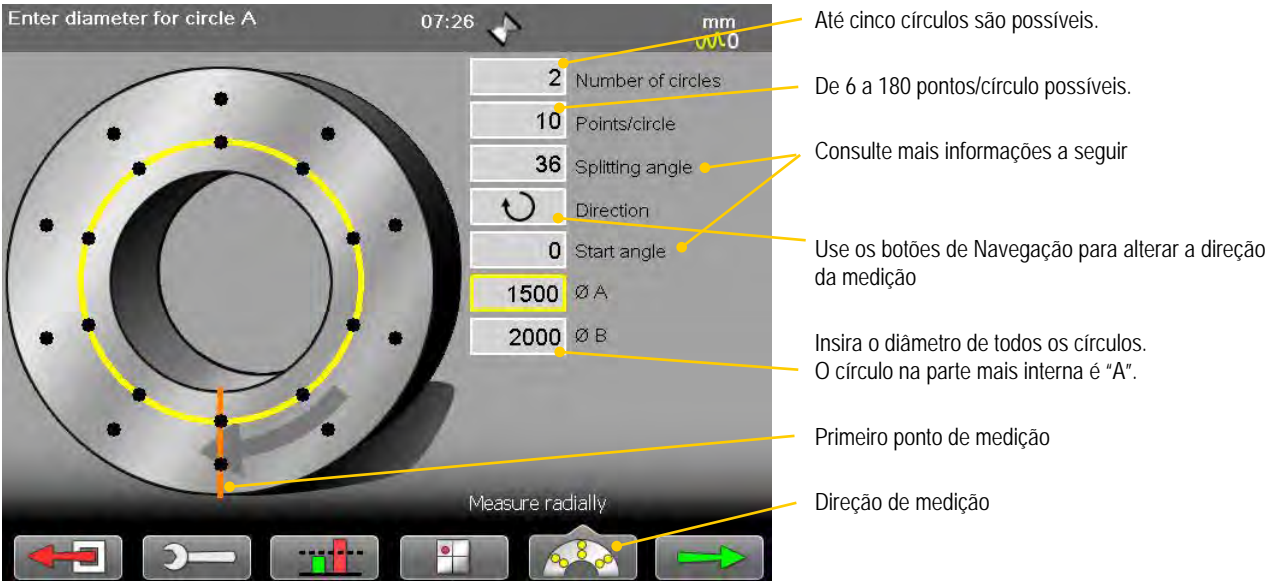 Enter diameter for circle A
07:26
mm
0
2 Number of circles
10 Points/circle
36 Splitting angle
Direction
0 Start angle
1500 Ø A
2000 Ø B
Measure radially
Até cinco círculos são possíveis.
De 6 a 180 pontos/círculo possíveis.
Consulte mais informações a seguir
Use os botões de Navegação para alterar a direção
da medição
Insira o diâmetro de todos os círculos.
O círculo na parte mais interna é “A”.
Primeiro ponto de medição
Direção de medição